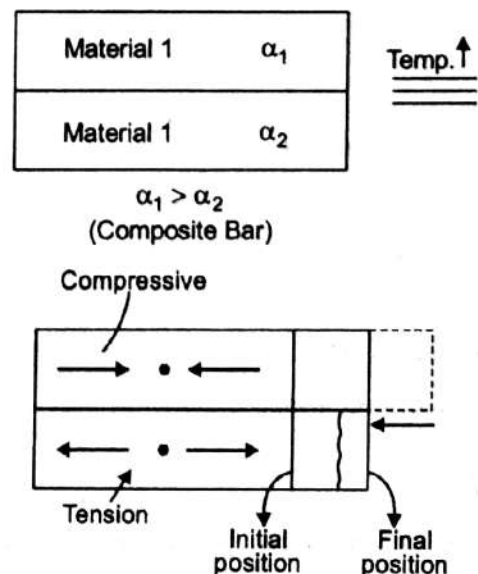 Material 1 α₁
Temp.
Material 1 α₂
α₁ > α₂
(Composite Bar)
Compressive
Tension
Initial
position
Final
position